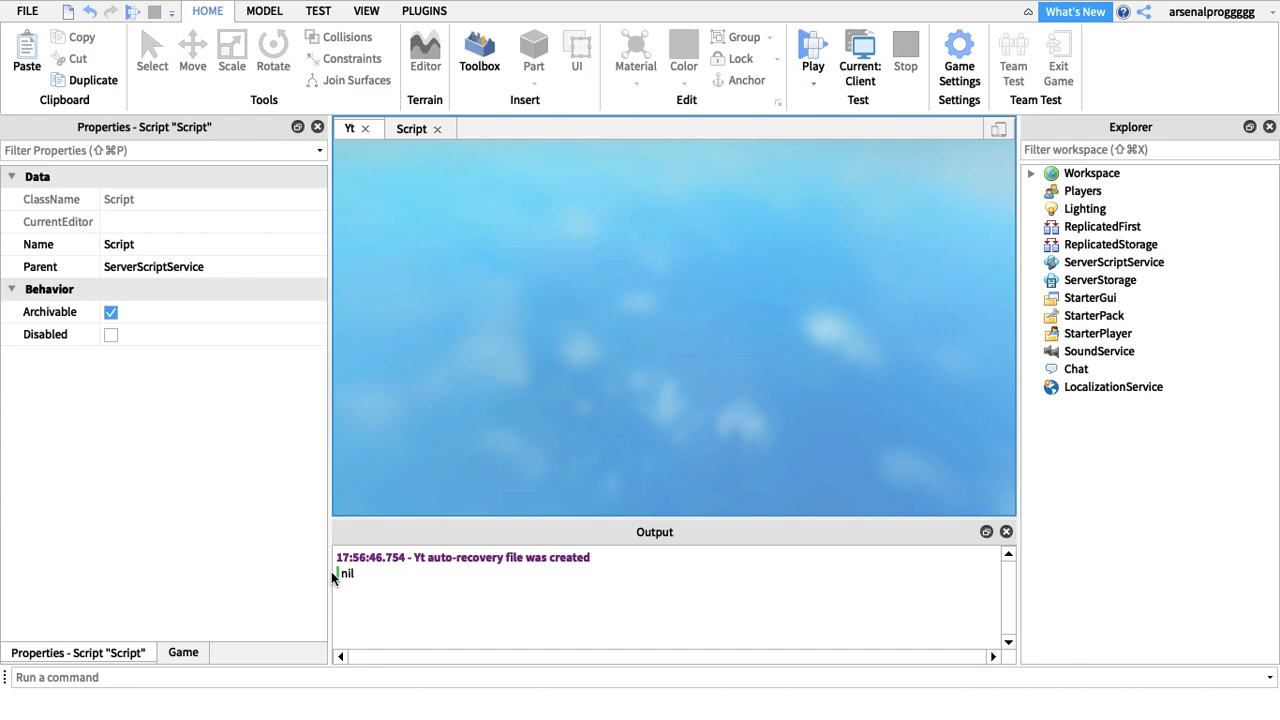 FILE HOME MODEL TEST VIEW PLUGINS What's New arsenalproggggg
Paste Copy Cut Duplicate
Clipboard
Select Move Scale Rotate Collisions Constraints Join Surfaces
Tools
Editor
Terrain
Toolbox Part UI
Insert
Material Color Group Lock Anchor
Edit
Play Current: Client Stop
Test
Game Settings
Settings
Team Test Exit Game
Team Test
Properties - Script "Script"
Filter Properties (⇧⌘P)
Data
ClassName Script
CurrentEditor
Name Script
Parent ServerScriptService
Behavior
Archivable
Disabled
Properties - Script "Script" Game
Yt Script
Output
17:56:46.754 - Yt auto-recovery file was created
nil
Explorer
Filter workspace (⇧⌘X)
Workspace
Players
Lighting
ReplicatedFirst
ReplicatedStorage
ServerScriptService
ServerStorage
StarterGui
StarterPack
StarterPlayer
SoundService
Chat
LocalizationService
Run a command